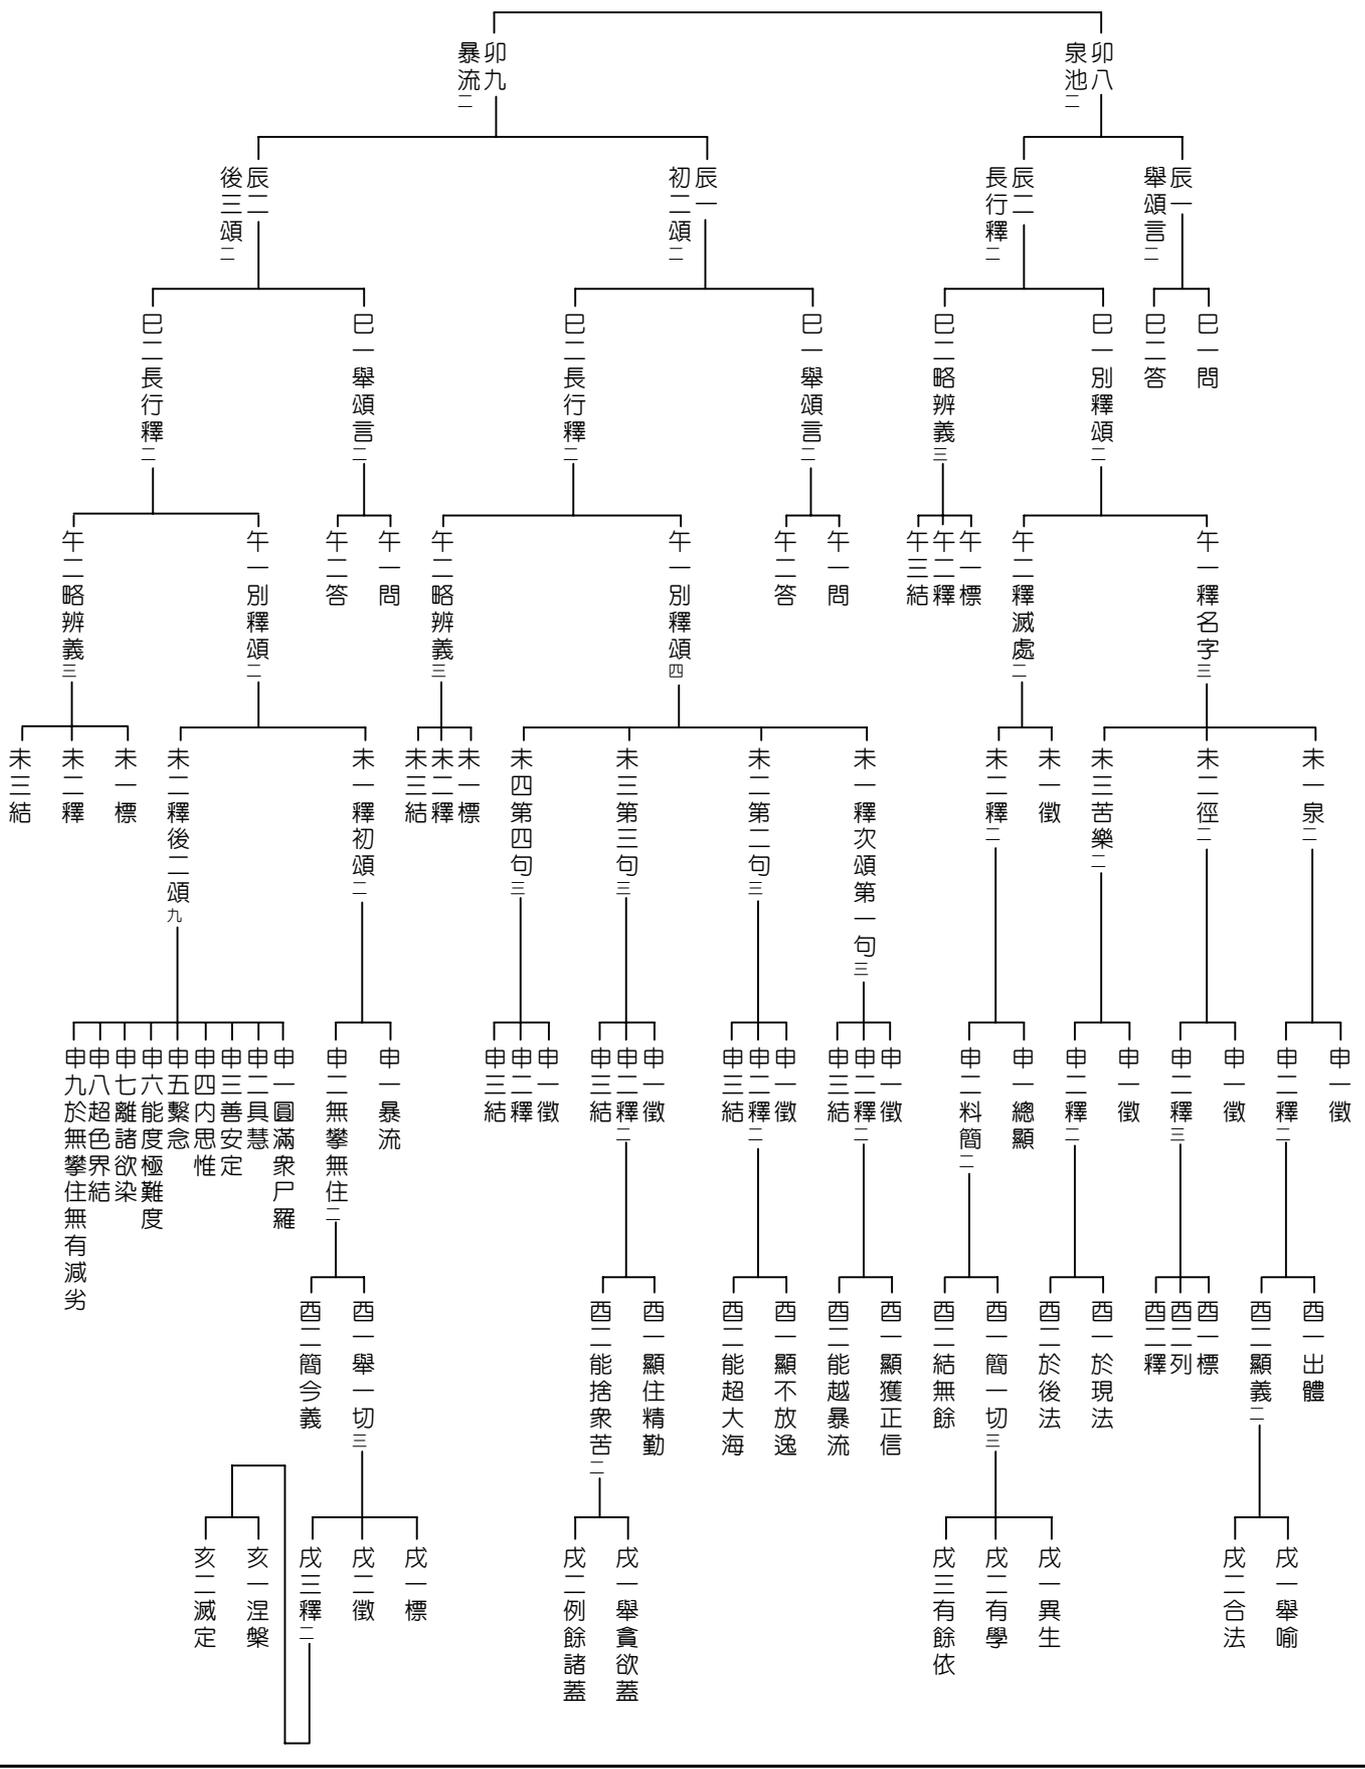 卯八
泉池二
卯九
暴流二
辰一
舉頌言二
辰二
長行釋二
辰一
初二頌二
辰二
後三頌二
巳一問
巳二答
巳一別釋頌二
巳二略辨義三
巳一舉頌言二
巳二長行釋二
巳一舉頌言二
巳二長行釋二
午一釋名字三
午二釋滅處二
午一標
午二釋
午三結
午一問
午二答
午一別釋頌四
午二略辨義三
午一問
午二答
午一別釋頌二
午二略辨義三
未一泉二
未二徑二
未三苦樂二
未一徵
未二釋二
未一釋次頌第一句三
未二第二句三
未三第三句三
未四第四句三
未一標
未二釋
未三結
未一釋初頌二
未二釋後二頌九
未一標
未二釋
未三結
申一徵
申二釋二
申一徵
申二釋三
申一徵
申二釋二
申一總顯
申二料簡二
申一徵
申二釋二
申三結
申一徵
申二釋二
申三結
申一徵
申二釋二
申三結
申一徵
申二釋
申三結
申一暴流
申二無攀無住二
申一圓滿衆尸羅
申二具慧
申三善安定
申四內思惟
申五繫念
申六能度極難度
申七離諸欲染
申八超色界結
申九於無攀住無有減劣
酉一出體
酉二顯義二
酉一標
酉二列
酉三釋
酉一於現法
酉二於後法
酉一簡一切三
酉二結無餘
酉一顯獲正信
酉二能越暴流
酉一顯不放逸
酉二能超大海
酉一顯住精勤
酉二能捨衆苦二
酉一舉一切三
酉二簡今義
戌一舉喻
戌二合法
戌一異生
戌二有學
戌三有餘依
戌一舉貪欲蓋
戌二例餘諸蓋
戌一標
戌二徵
戌三釋二
亥一涅槃
亥二滅定